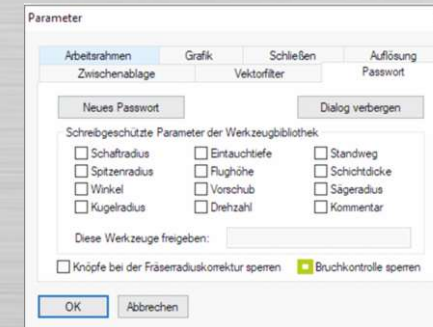 Parameter
Arbeitsrahmen Grafik Schließen Auflösung
Zwischenablage Vektorfilter Passwort
Neues Passwort Dialog verbergen
Schreibgeschützte Parameter der Werkzeugbibliothek
Schaftradius Eintauchtiefe Standweg
Spitzenradius Flughöhe Schichtdicke
Winkel Vorschub Sägeradius
Kugelradius Drehzahl Kommentar
Diese Werkzeuge freigeben:
Knöpfe bei der Fräserradiuskorrektur sperren Bruchkontrolle sperren
OK Abbrechen